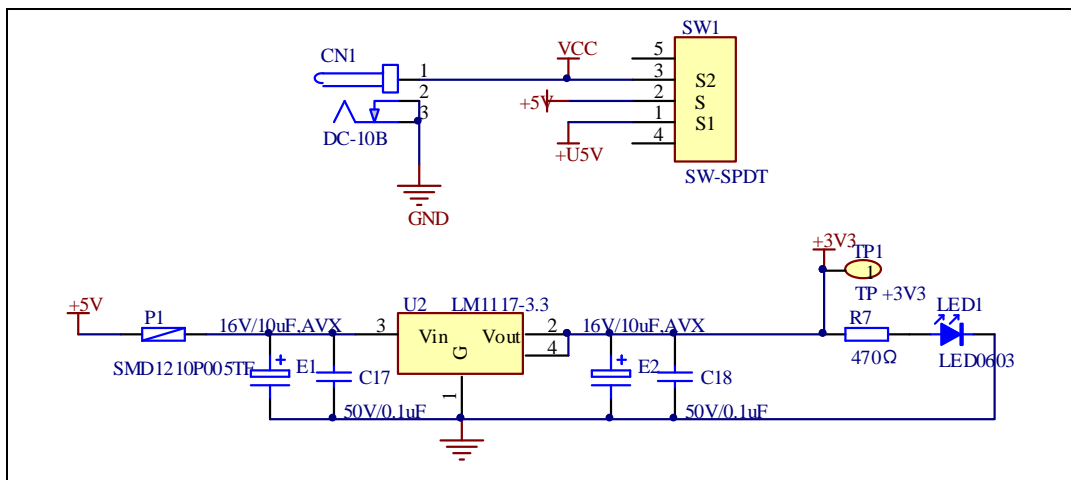 SW1
VCC
CN1
5
1
3
S2
2
2
S
+5V
3
1
S1
DC-10B
4
+U5V
SW-SPDT
GND
+3V3
TP1
1
+5V
U2
LM1117-3.3
TP +3V3
LED1
P1
R7
16V/10uF,AVX
3
Vin
G
Vout
2
4
16V/10uF,AVX
SMD1210P005TF
E1
C17
E2
C18
470Ω
LED0603
1
50V/0.1uF
50V/0.1uF